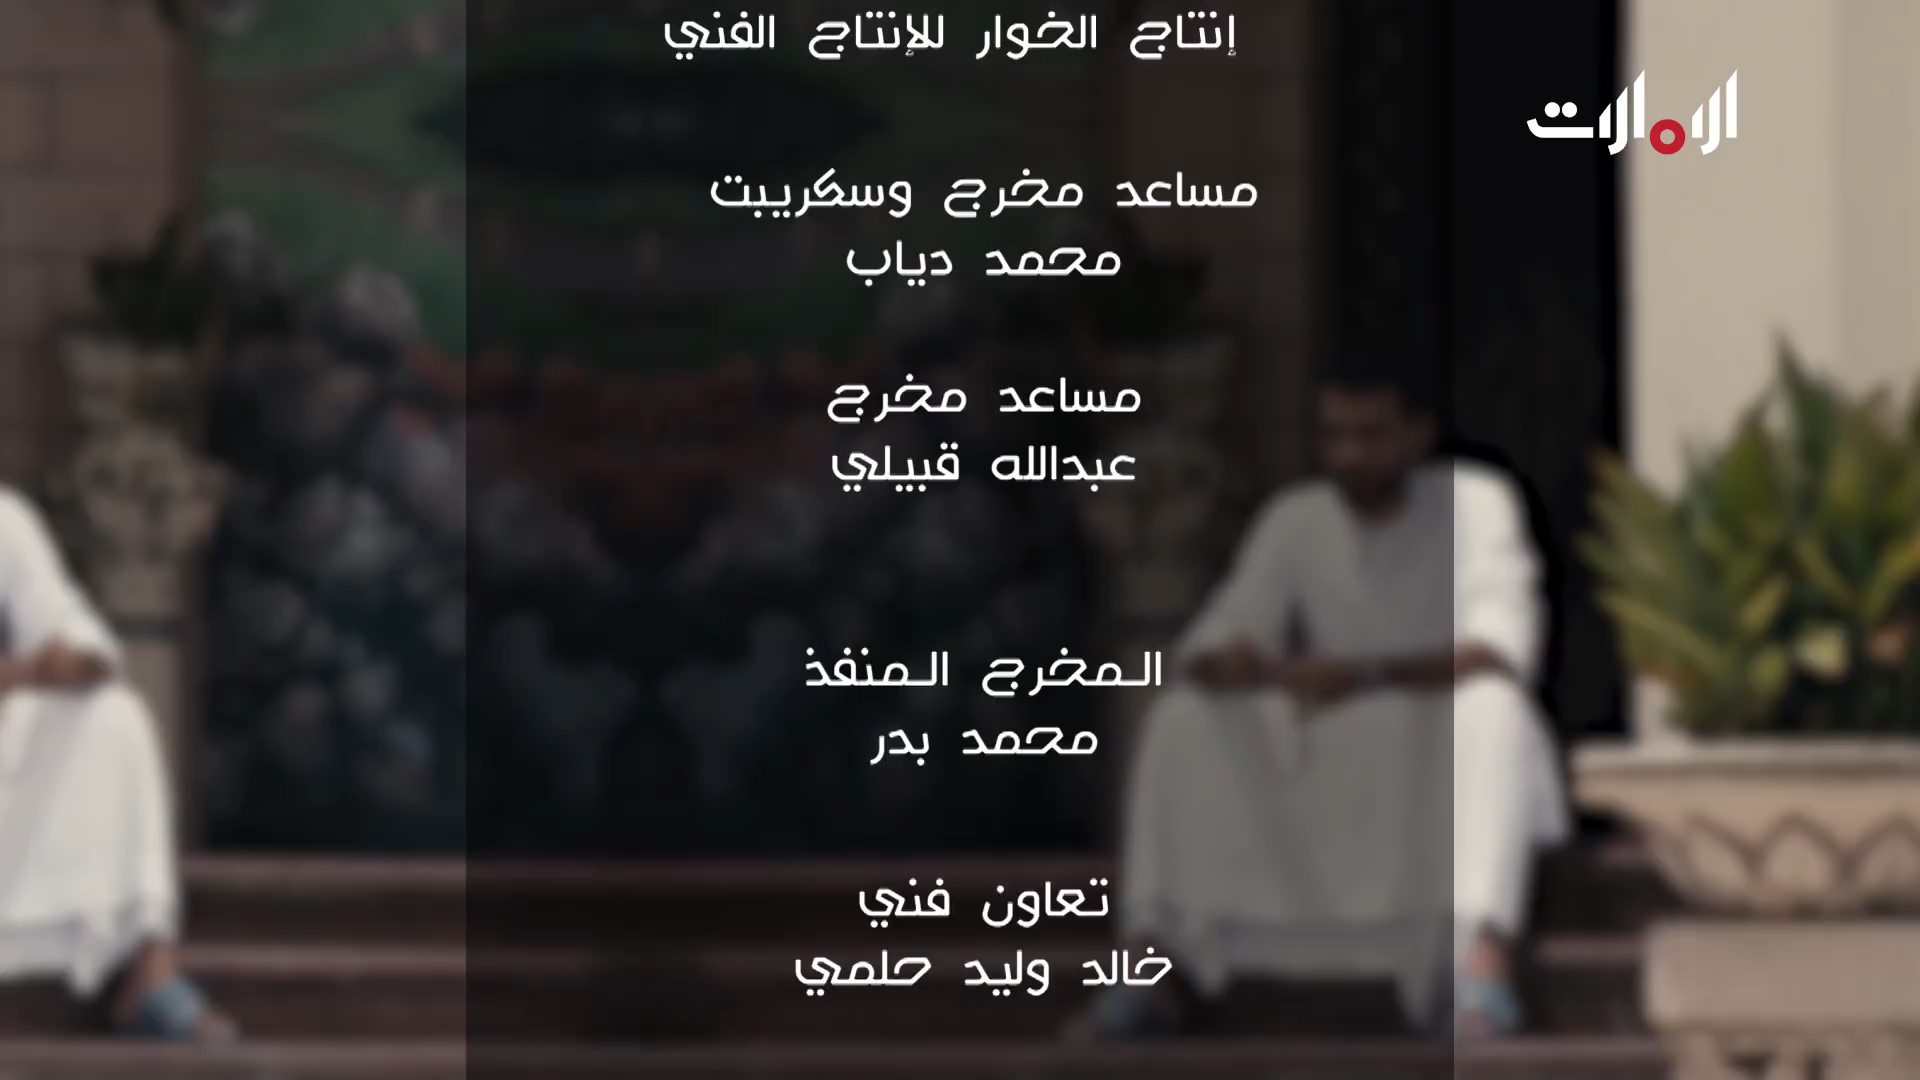 إنتاج الخوار للإنتاج الفني
الامارات
مساعد مخرج وسكريبت
محمد دياب
مساعد مخرج
عبدالله قبيلي
المخرج المنفذ
محمد بدر
تعاون فني
خالد وليد حلمي